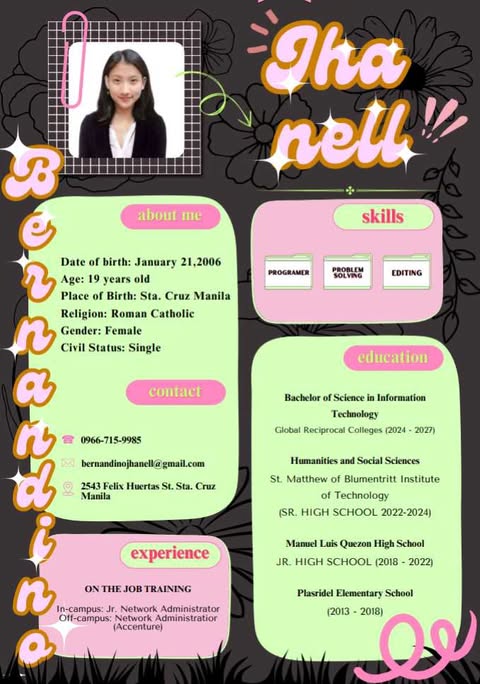 Jha
nell
Bernandino
about me
Date of birth: January 21,2006
Age: 19 years old
Place of Birth: Sta. Cruz Manila
Religion: Roman Catholic
Gender: Female
Civil Status: Single
contact
0966-715-9985
bernandinojhanell@gmail.com
2543 Felix Huertas St. Sta. Cruz
Manila
experience
ON THE JOB TRAINING
In-campus: Jr. Network Administrator
Off-campus: Network Administratior
(Accenture)
skills
PROGRAMER
PROBLEM
SOLVING
EDITING
education
Bachelor of Science in Information
Technology
Global Reciprocal Colleges (2024 - 2027)
Humanities and Social Sciences
St. Matthew of Blumentritt Institute
of Technology
(SR. HIGH SCHOOL 2022-2024)
Manuel Luis Quezon High School
JR. HIGH SCHOOL (2018 - 2022)
Plasridel Elementary School
(2013 - 2018)